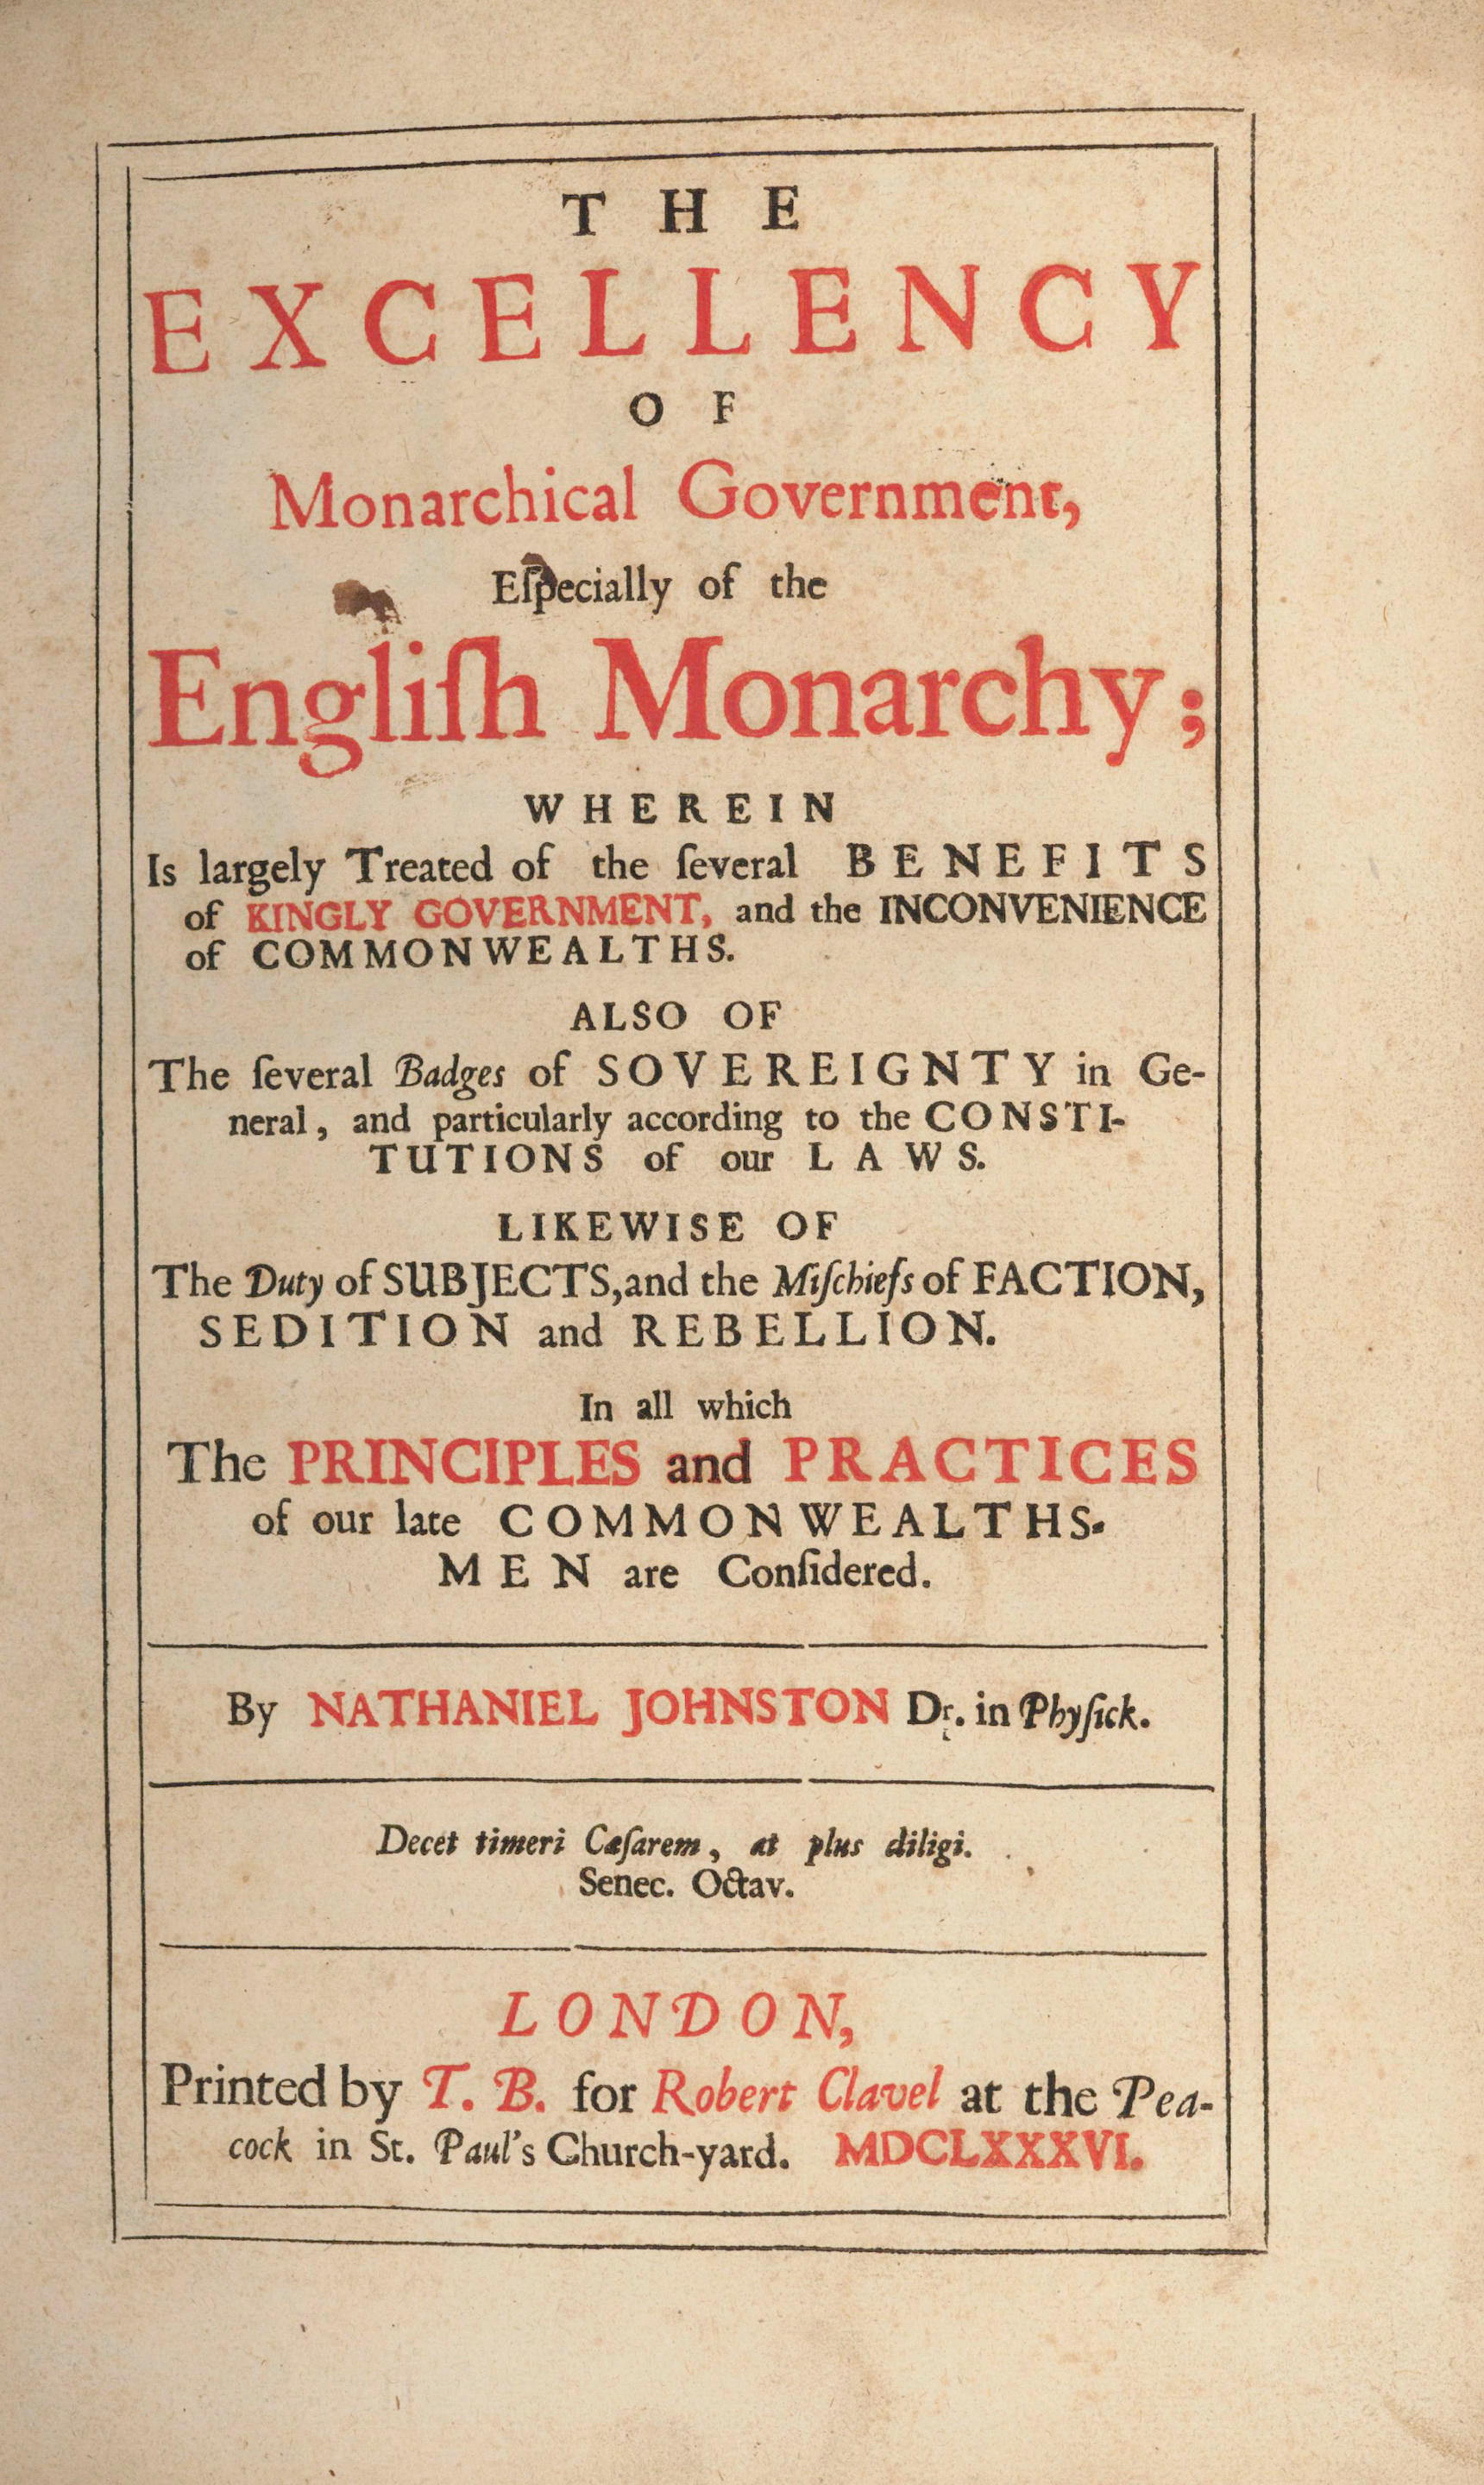 T H E
EXCELLENCY
O F
Monarchical Government,
Eſpecially of the
Engliſh Monarchy;
WHEREIN
Is largely Treated of the ſeveral BENEFITS
of KINGLY GOVERNMENT, and the INCONVENIENCE
of COMMONWEALTHS.
ALSO OF
The ſeveral Badges of SOVEREIGNTY in Ge-
neral, and particularly according to the CONSTI-
TUTIONS of our LAWS.
LIKEWISE OF
The Duty of SUBJECTS, and the Miſchiefs of FACTION,
SEDITION and REBELLION.
In all which
The PRINCIPLES and PRACTICES
of our late COMMONWEALTHS-
MEN are Conſidered.
By NATHANIEL JOHNSTON Dr. in Phyſick.
Decet timeri Cæſarem, at plus diligi.
Senec. Octav.
LONDON,
Printed by T. B. for Robert Clavel at the Pea-
cock in St. Paul's Church-yard. MDCLXXXVI.